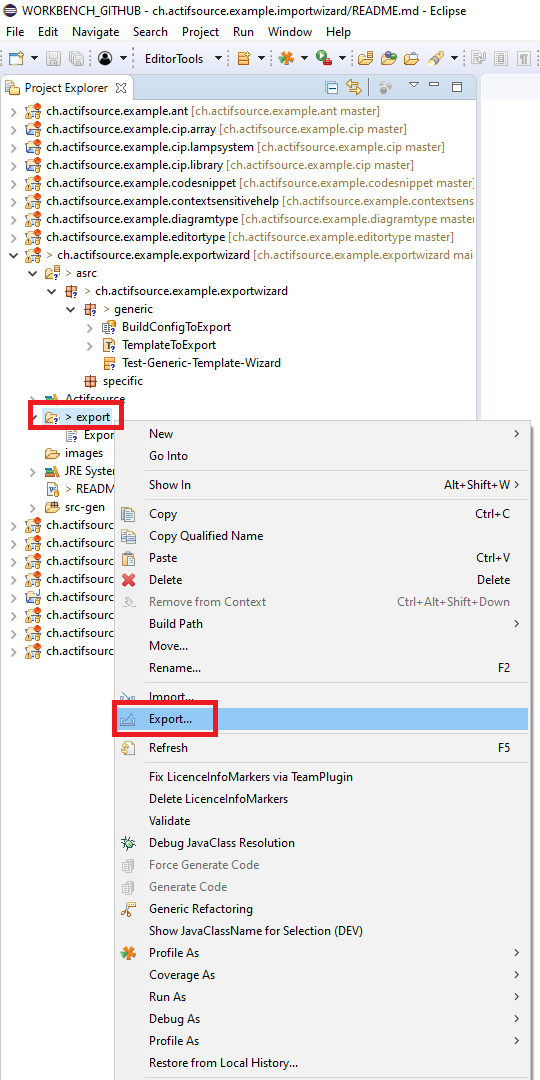 WORKBENCH_GITHUB - ch.actifsource.example.importwizard/README.md - Eclipse
File Edit Navigate Search Project Run Window Help
EditorTools
Project Explorer
ch.actifsource.example.ant [ch.actifsource.example.ant master]
ch.actifsource.example.cip.array [ch.actifsource.example.cip master]
ch.actifsource.example.cip.lampsystem [ch.actifsource.example.cip master]
ch.actifsource.example.cip.library [ch.actifsource.example.cip master]
ch.actifsource.example.codesnippet [ch.actifsource.example.codesnippet master]
ch.actifsource.example.contextsensitivehelp [ch.actifsource.example.contextsens
ch.actifsource.example.diagramtype [ch.actifsource.example.diagramtype master
ch.actifsource.example.editortype [ch.actifsource.example.editortype master]
> ch.actifsource.example.exportwizard [ch.actifsource.example.exportwizard mai
> asrc
> ch.actifsource.example.exportwizard
> generic
BuildConfigToExport
TemplateToExport
Test-Generic-Template-Wizard
specific
Actifsource
> export
Expor
images
JRE Syste
> READM
src-gen
ch.actifsourc
ch.actifsourc
ch.actifsourc
ch.actifsourc
ch.actifsourc
ch.actifsourc
ch.actifsourc
ch.actifsourc
New
Go Into
Show In Alt+Shift+W
Copy Ctrl+C
Copy Qualified Name
Paste Ctrl+V
Delete Delete
Remove from Context Ctrl+Alt+Shift+Down
Build Path
Move...
Rename... F2
Import...
Export...
Refresh F5
Fix LicenceInfoMarkers via TeamPlugin
Delete LicenceInfoMarkers
Validate
Debug JavaClass Resolution
Force Generate Code
Generate Code
Generic Refactoring
Show JavaClassName for Selection (DEV)
Profile As
Coverage As
Run As
Debug As
Profile As
Restore from Local History...